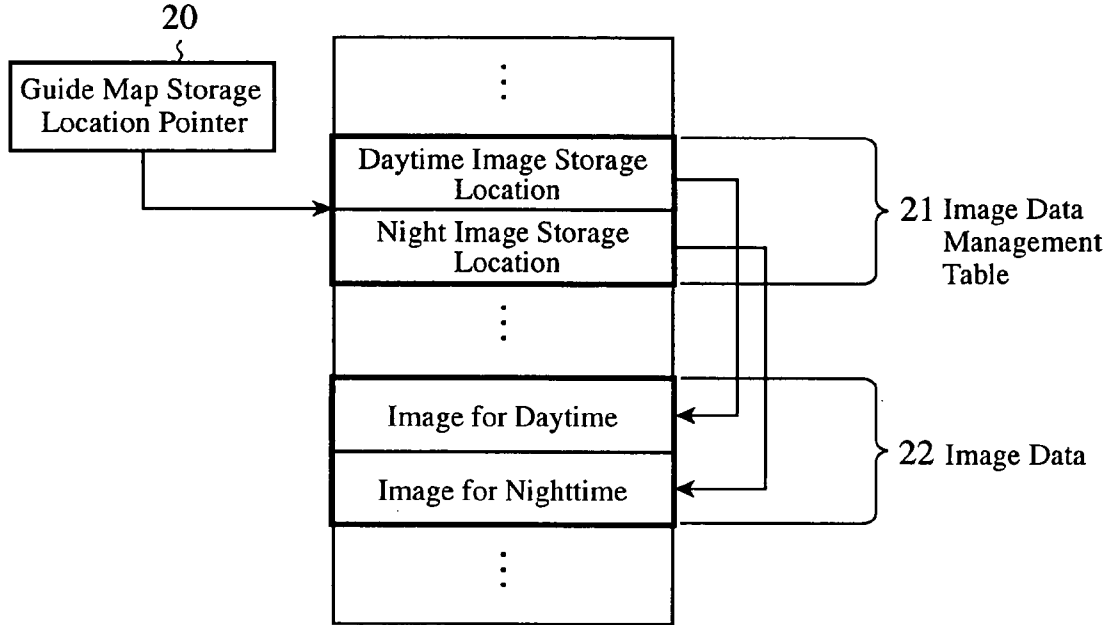 20
Guide Map Storage
Location Pointer
Daytime Image Storage
Location
Night Image Storage
Location
21 Image Data
Management
Table
Image for Daytime
Image for Nighttime
22 Image Data